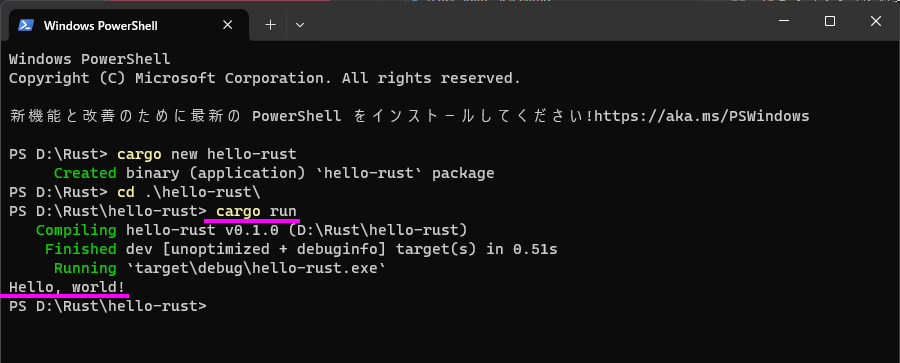 Windows PowerShell
Windows PowerShell
Copyright (C) Microsoft Corporation. All rights reserved.
新機能と改善のために最新の PowerShell をインストールしてください!https://aka.ms/PSWindows
PS D:\Rust> cargo new hello-rust
Created binary (application) `hello-rust` package
PS D:\Rust> cd .\hello-rust\
PS D:\Rust\hello-rust> cargo run
Compiling hello-rust v0.1.0 (D:\Rust\hello-rust)
Finished dev [unoptimized + debuginfo] target(s) in 0.51s
Running `target\debug\hello-rust.exe`
Hello, world!
PS D:\Rust\hello-rust>